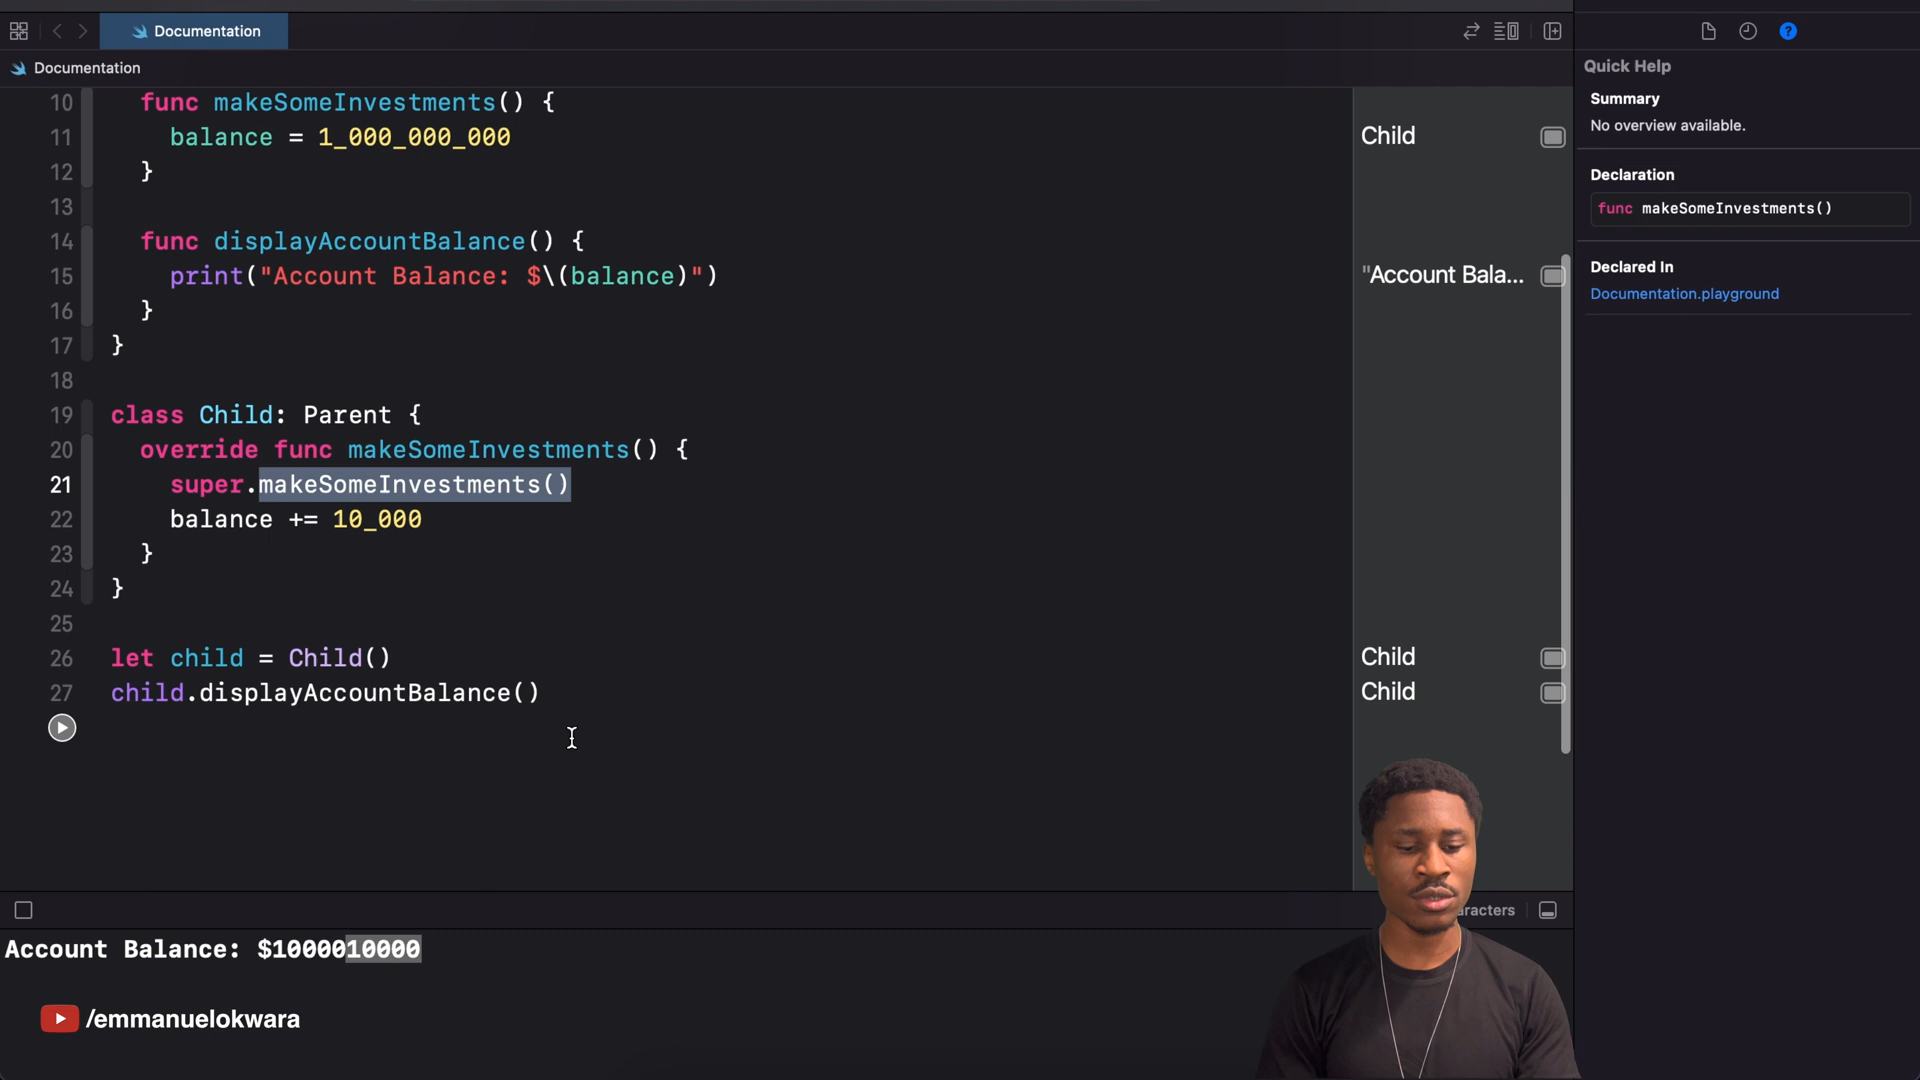 Documentation
Documentation
10 func makeSomeInvestments() {
11 balance = 1_000_000_000
12 }
13
14 func displayAccountBalance() {
15 print("Account Balance: $\(balance)")
16 }
17 }
18
19 class Child: Parent {
20 override func makeSomeInvestments() {
21 super.makeSomeInvestments()
22 balance += 10_000
23 }
24 }
25
26 let child = Child()
27 child.displayAccountBalance()
Child
"Account Bala...
Child
Child
Quick Help
Summary
No overview available.
Declaration
func makeSomeInvestments()
Declared In
Documentation.playground
Account Balance: $1000010000
/emmanuelokwara